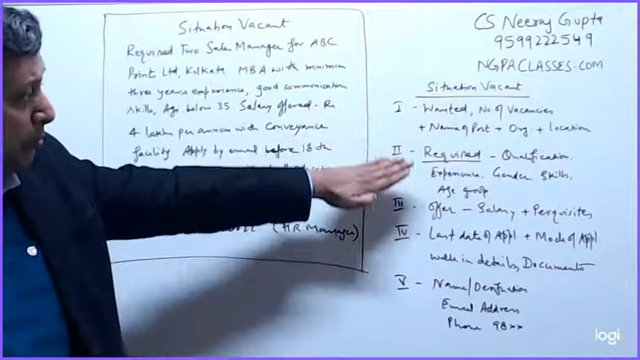 Situation Vacant
Required Two Sales Manager for ABC
Print Ltd, Kolkata MBA with minimum
three years experience, good communication
skills, Age below 35 Salary offered - Rs
4 lakhs per annum with Conveyance
facility Apply by email before 18 th
(HR Manager)
CS Neeraj Gupta
9599222549
NGPACLASSES.COM
Situation Vacant
I - Wanted, No of Vacancies
+ Name of Post + Org + location
II - Required - Qualification
Experience, Gender Skills,
Age group
III - Offer - Salary + Perquisites
IV - Last date of Appl + Mode of Appl
walk in details, Documents
V - Name/Designation
Email Address
Phone 98xx
logi